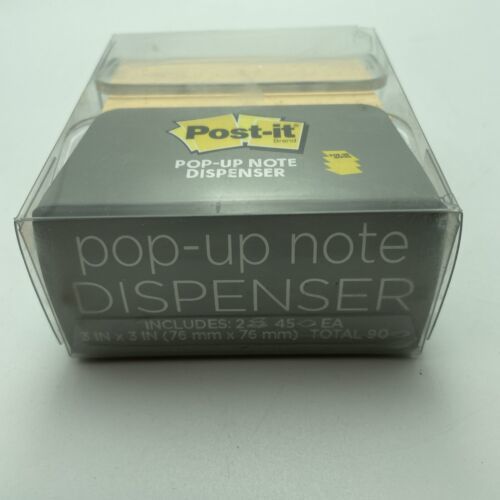 Post-it
Brand
POP-UP NOTE
DISPENSER
pop-up note
DISPENSER
INCLUDES: 2 45 EA
3 IN x 3 IN (76 mm x 76 mm) TOTAL 90